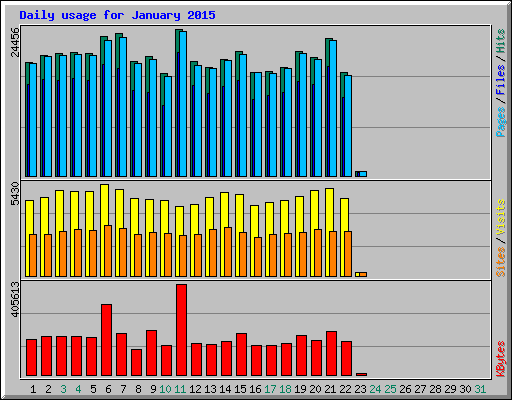 Daily usage for January 2015
24456
Pages / Files / Hits
5430
Sites / Visits
405613
KBytes
1 2 3 4 5 6 7 8 9 10 11 12 13 14 15 16 17 18 19 20 21 22 23 24 25 26 27 28 29 30 31